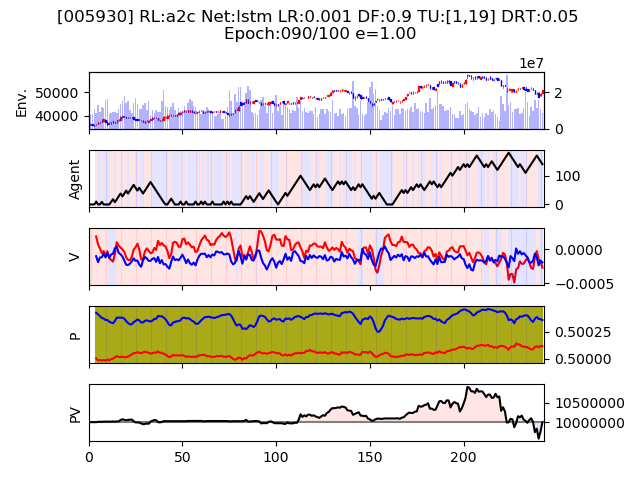 [005930] RL:a2c Net:lstm LR:0.001 DF:0.9 TU:[1,19] DRT:0.05
Epoch:090/100 e=1.00
1e7
Env.
50000
40000
2
0
Agent
100
0
V
0.0000
−0.0005
P
0.50025
0.50000
PV
10500000
10000000
0
50
100
150
200